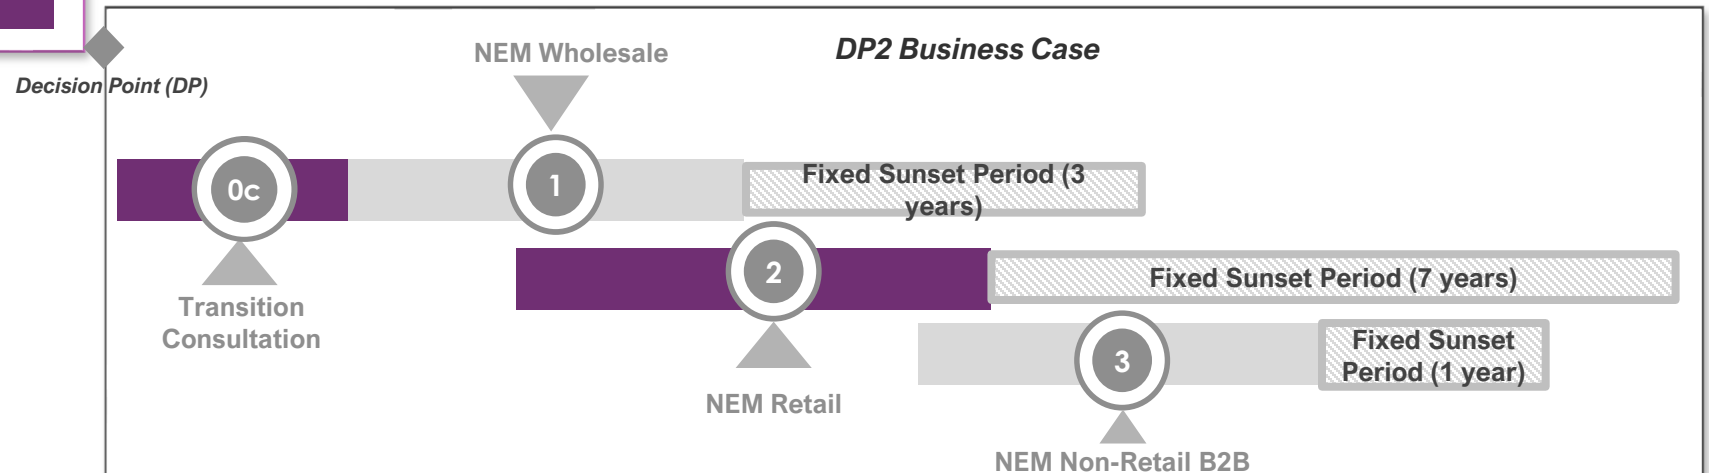 NEM Wholesale
DP2 Business Case
Decision Point (DP)
0c
1
Fixed Sunset Period (3
years)
2
Fixed Sunset Period (7 years)
Transition
Consultation
3
Fixed Sunset
Period (1 year)
NEM Retail
NEM Non-Retail B2B